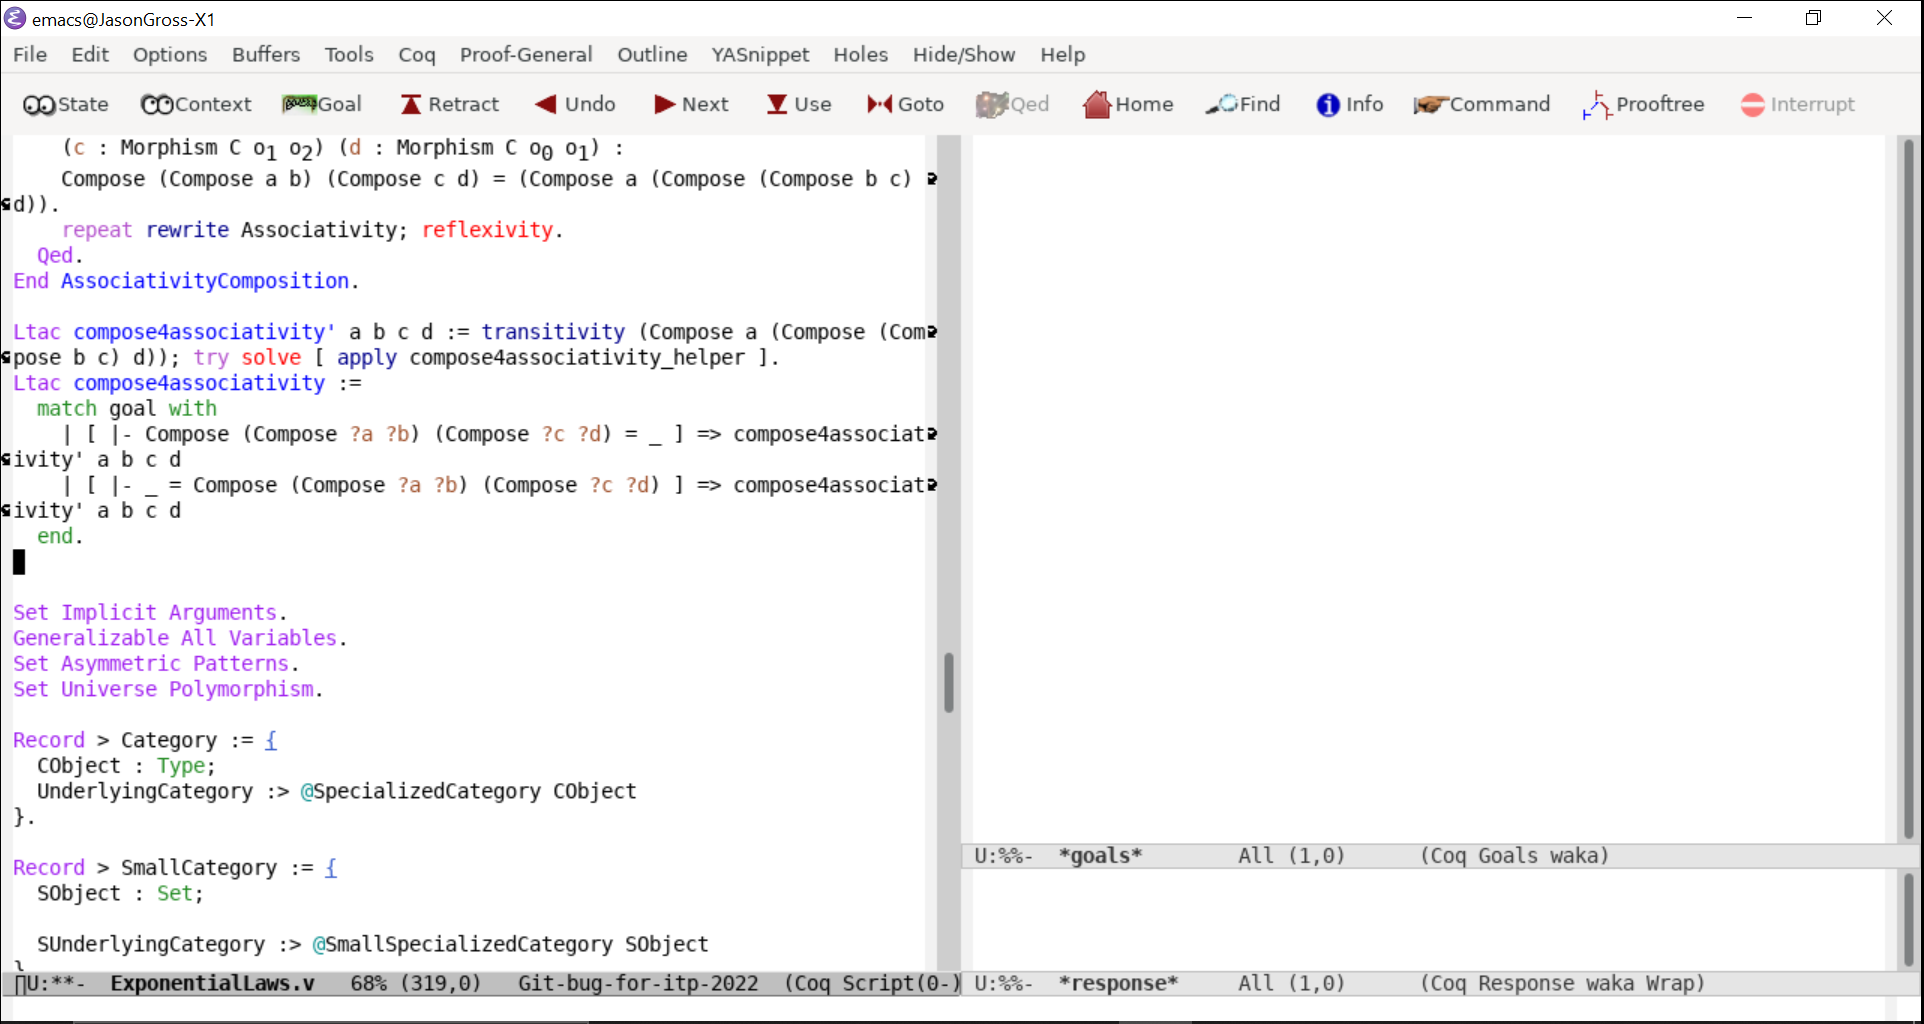 emacs@JasonGross-X1
File Edit Options Buffers Tools Coq Proof-General Outline YASnippet Holes Hide/Show Help
State Context Goal Retract Undo Next Use Goto Qed Home Find Info Command Prooftree Interrupt
(c : Morphism C o1 o2) (d : Morphism C o0 o1) :
Compose (Compose a b) (Compose c d) = (Compose a (Compose (Compose b c)
d)).
repeat rewrite Associativity; reflexivity.
Qed.
End AssociativityComposition.
Ltac compose4associativity' a b c d := transitivity (Compose a (Compose (Com
pose b c) d)); try solve [ apply compose4associativity_helper ].
Ltac compose4associativity :=
match goal with
| [ |- Compose (Compose ?a ?b) (Compose ?c ?d) = _ ] => compose4associat
ivity' a b c d
| [ |- _ = Compose (Compose ?a ?b) (Compose ?c ?d) ] => compose4associat
ivity' a b c d
end.
Set Implicit Arguments.
Generalizable All Variables.
Set Asymmetric Patterns.
Set Universe Polymorphism.
Record > Category := {
CObject : Type;
UnderlyingCategory :> @SpecializedCategory CObject
}.
Record > SmallCategory := {
SObject : Set;
SUnderlyingCategory :> @SmallSpecializedCategory SObject
U:**- ExponentialLaws.v 68% (319,0) Git-bug-for-itp-2022 (Coq Script(0-)
U:%%- *goals* All (1,0) (Coq Goals waka)
U:%%- *response* All (1,0) (Coq Response waka Wrap)